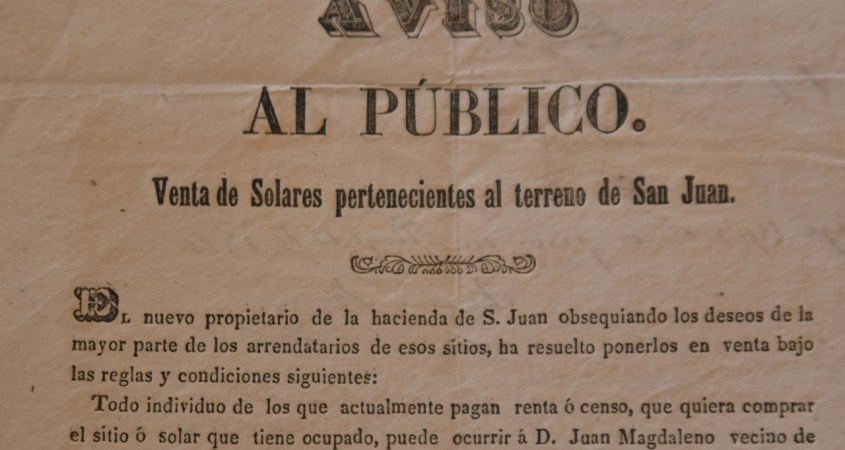 AVISO
AL PÚBLICO.
Venta de Solares pertenecientes al terreno de San Juan.
EL nuevo propietario de la hacienda de S. Juan obsequiando los deseos de la
mayor parte de los arrendatarios de esos sítios, ha resuelto ponerlos en venta bajo
las reglas y condiciones siguientes:
Todo individuo de los que actualmente pagan renta ó censo, que quiera comprar
el sítio ó solar que tiene ocupado, puede ocurrir á D. Juan Magdaleno vecino de